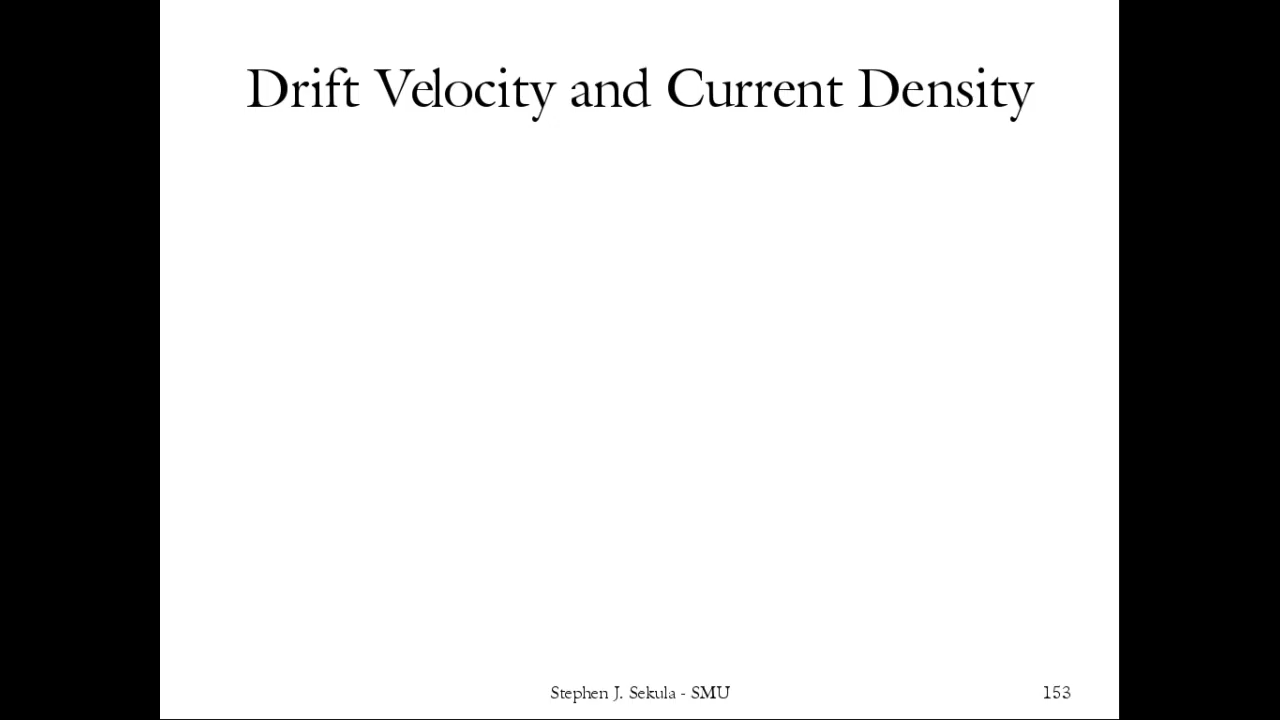 Drift Velocity and Current Density
Stephen J. Sekula - SMU
153